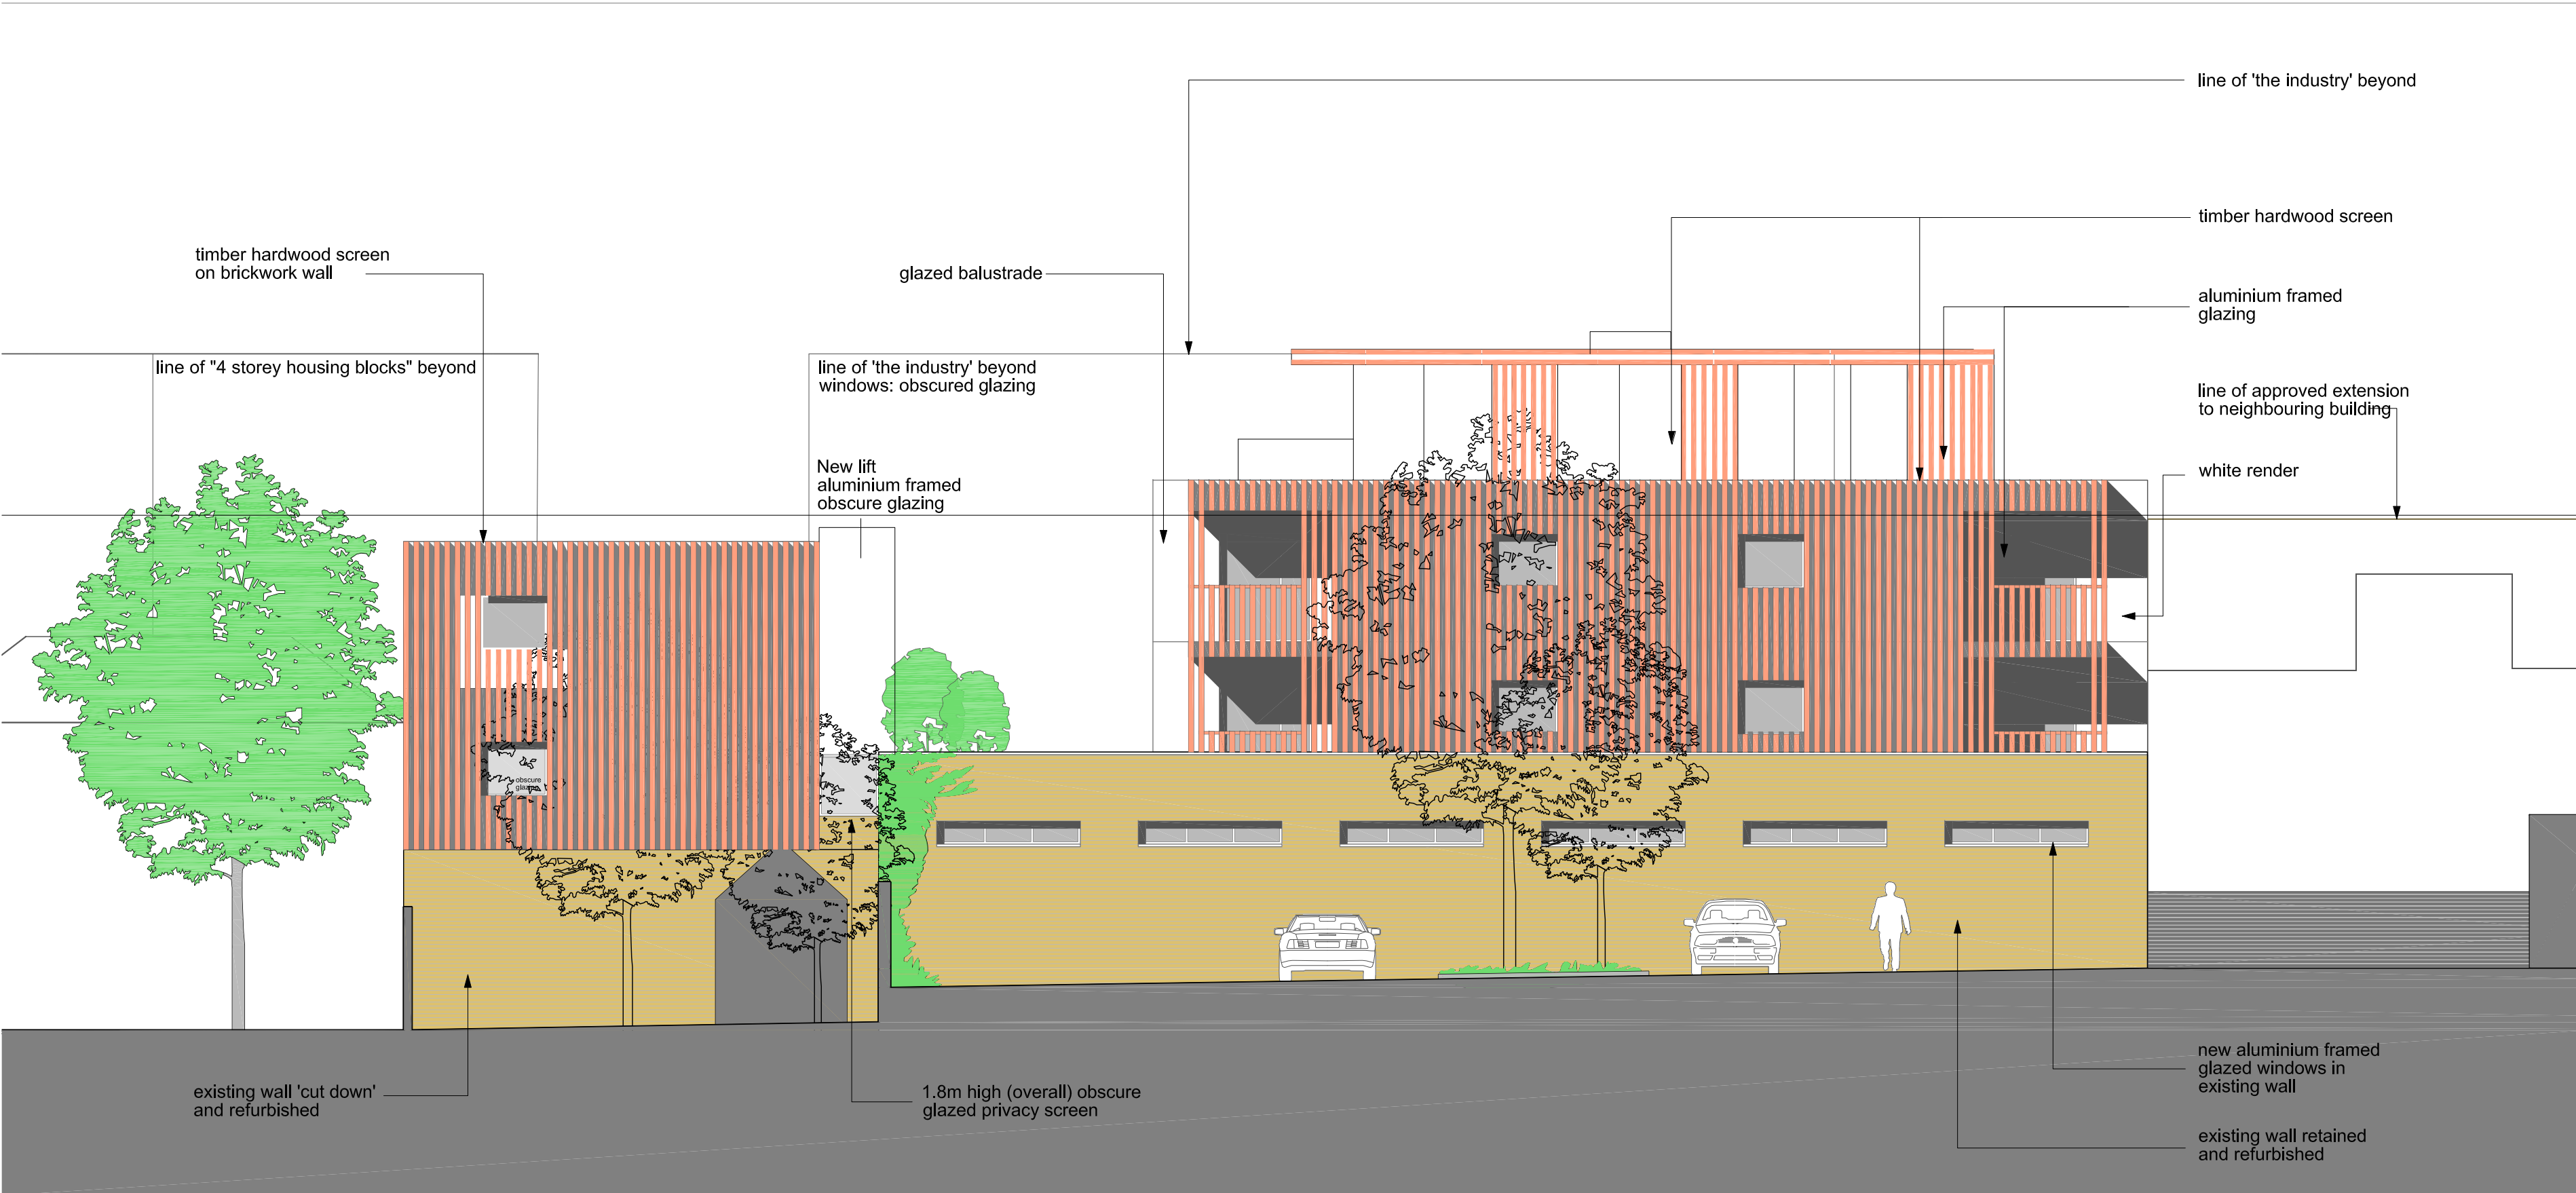 line of 'the industry' beyond
timber hardwood screen
timber hardwood screen
on brickwork wall
glazed balustrade
aluminium framed
glazing
line of "4 storey housing blocks" beyond
line of 'the industry' beyond
windows: obscured glazing
line of approved extension
to neighbouring building
New lift
aluminium framed
obscure glazing
white render
obscure
glazing
new aluminium framed
glazed windows in
existing wall
existing wall 'cut down'
and refurbished
1.8m high (overall) obscure
glazed privacy screen
existing wall retained
and refurbished